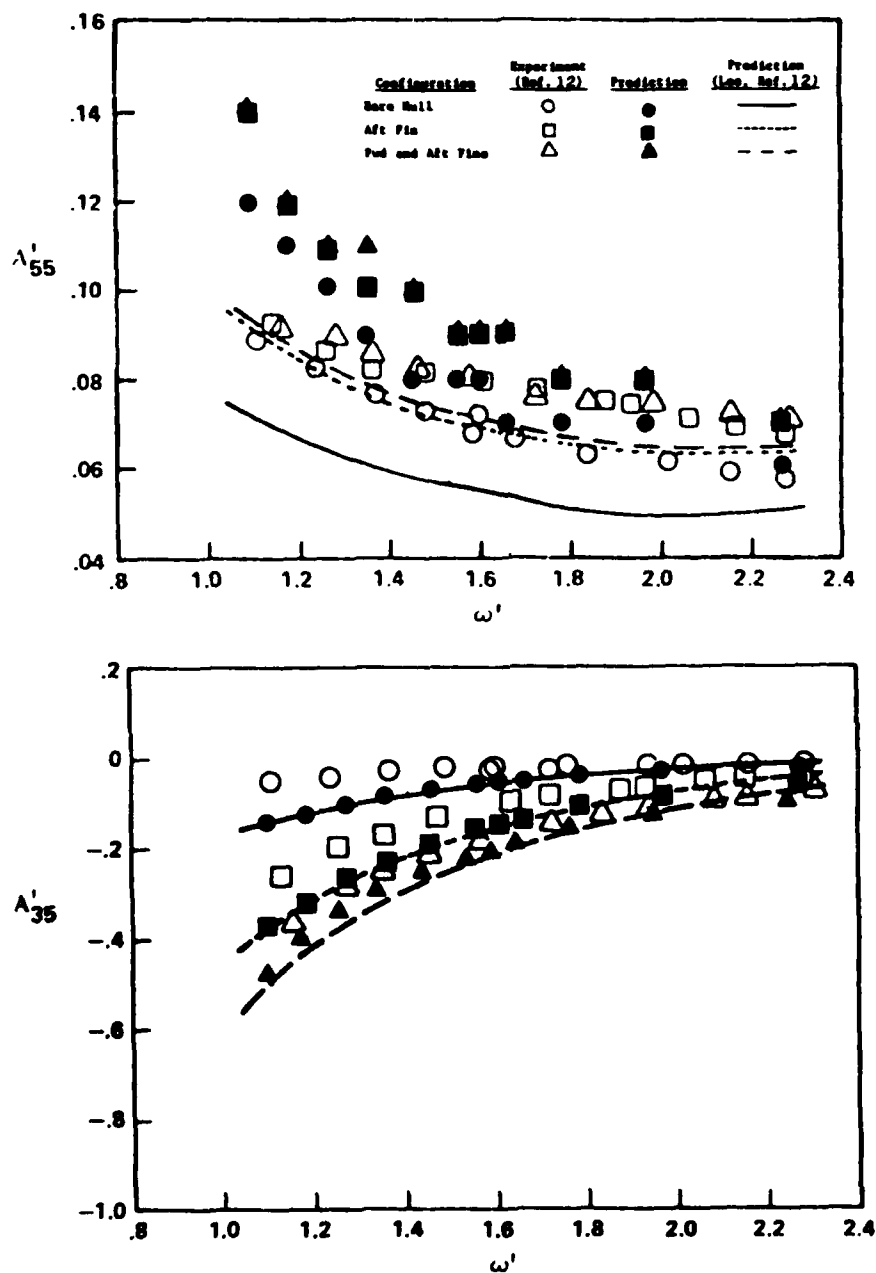 .16
.14
.12
.10
.08
.06
.04
A'55
Experiment Prediction
Configuration (Ref. 12) Prediction (Lee, Ref. 12)
Bare Hull
Aft Fin
Fwd and Aft Fins
.8 1.0 1.2 1.4 1.6 1.8 2.0 2.2 2.4
ω'
.2
0
-.2
-.4
-.6
-.8
-1.0
A'35
.8 1.0 1.2 1.4 1.6 1.8 2.0 2.2 2.4
ω'